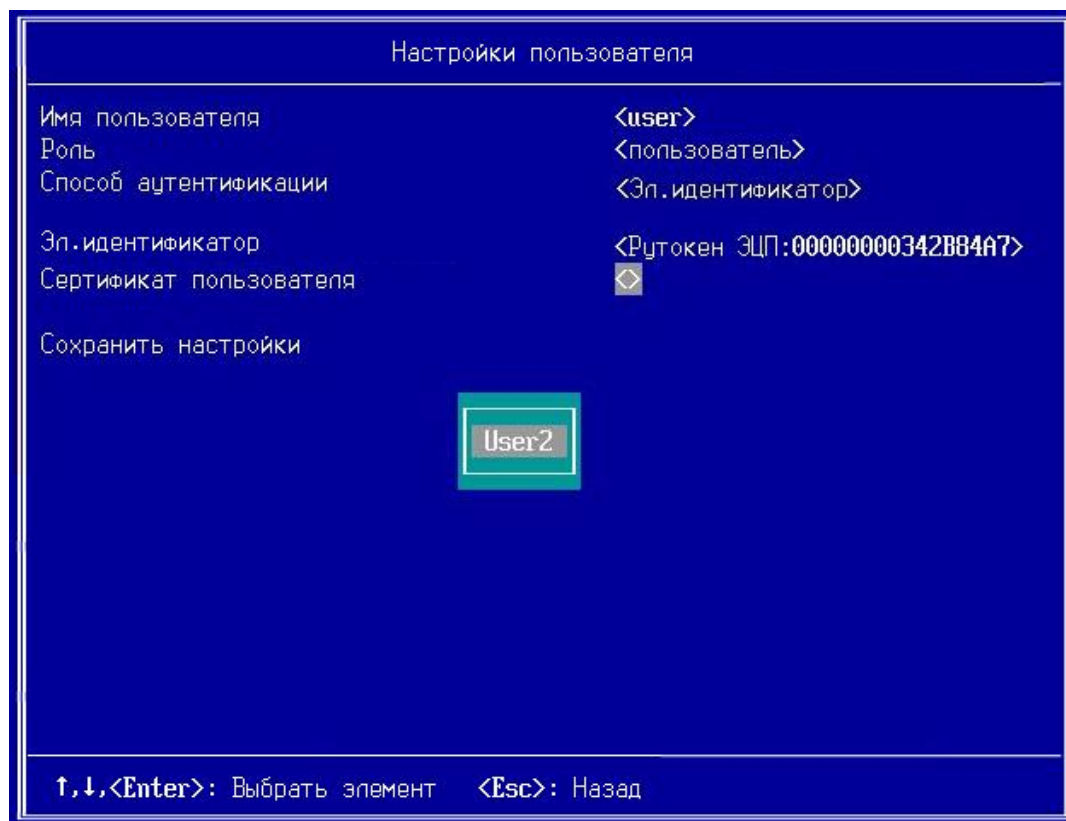 Настройки пользователя
Имя пользователя <user>
Роль <пользователь>
Способ аутентификации <Эл.идентификатор>
Эл.идентификатор <Рутокен ЭЦП:00000000342B84A7>
Сертификат пользователя <>
Сохранить настройки
User2
↑,↓,<Enter>: Выбрать элемент <Esc>: Назад